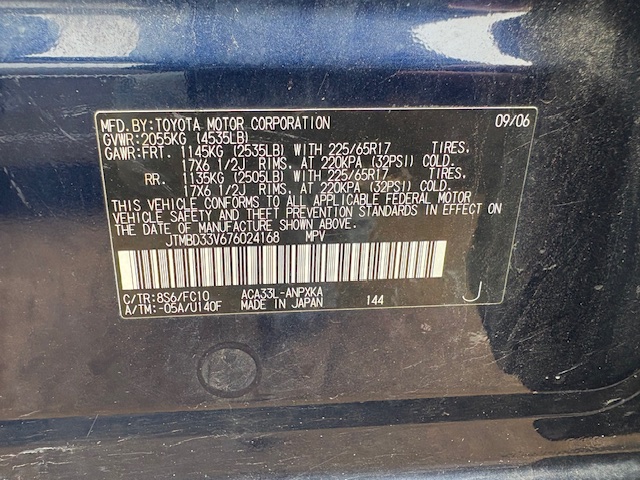 MFD.BY:TOYOTA MOTOR CORPORATION 09/06
GVWR:2055KG (4535LB)
GAWR:FRT. 1145KG (2535LB) WITH 225/65R17 TIRES,
17X6 1/2J RIMS, AT 220KPA (32PSI) COLD.
RR. 1135KG (2505LB) WITH 225/65R17 TIRES,
17X6 1/2J RIMS, AT 220KPA (32PSI) COLD.
THIS VEHICLE CONFORMS TO ALL APPLICABLE FEDERAL MOTOR
VEHICLE SAFETY AND THEFT PREVENTION STANDARDS IN EFFECT ON
THE DATE OF MANUFACTURE SHOWN ABOVE.
JTMBD33V676024168 MPV
C/TR:8S6/FC10 ACA33L-ANPXKA
A/TM:-05A/U140F MADE IN JAPAN 144 J